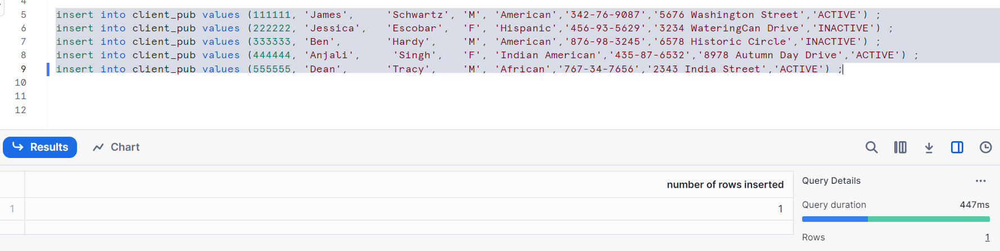 4
5 insert into client_pub values (111111, 'James', 'Schwartz', 'M', 'American','342-76-9087','5676 Washington Street','ACTIVE') ;
6 insert into client_pub values (222222, 'Jessica', 'Escobar', 'F', 'Hispanic','456-93-5629','3234 WateringCan Drive','INACTIVE') ;
7 insert into client_pub values (333333, 'Ben', 'Hardy', 'M', 'American','876-98-3245','6578 Historic Circle','INACTIVE') ;
8 insert into client_pub values (444444, 'Anjali', 'Singh', 'F', 'Indian American','435-87-6532','8978 Autumn Day Drive','ACTIVE') ;
9 insert into client_pub values (555555, 'Dean', 'Tracy', 'M', 'African','767-34-7656','2343 India Street','ACTIVE') ;
10
11
12
Results Chart
number of rows inserted
1 1
Query Details ...
Query duration 447ms
Rows 1